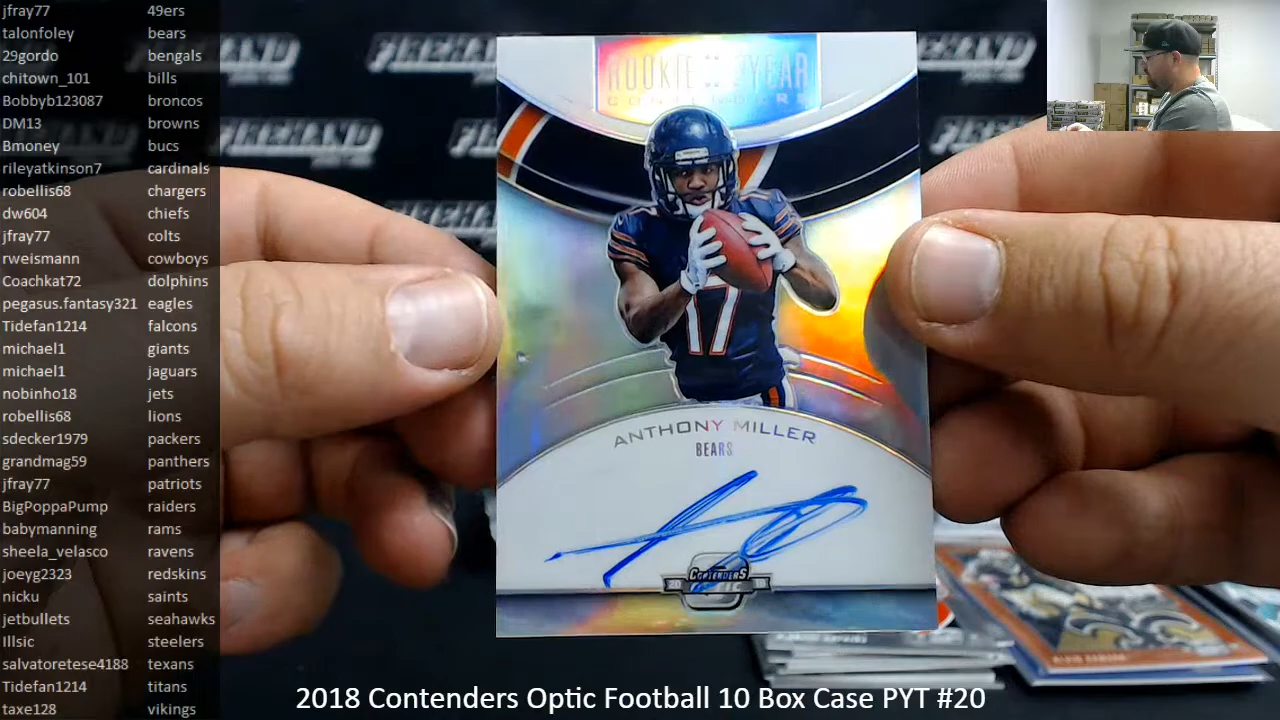 jfray77 49ers
talonfoley bears
29gordo bengals
chitown_101 bills
Bobbyb123087 broncos
DM13 browns
Bmoney bucs
rileyatkinson7 cardinals
robellis68 chargers
dw604 chiefs
jfray77 colts
rweismann cowboys
Coachkat72 dolphins
pegasus.fantasy321 eagles
Tidefan1214 falcons
michael1 giants
michael1 jaguars
nobinho18 jets
robellis68 lions
sdecker1979 packers
grandmag59 panthers
jfray77 patriots
BigPoppaPump raiders
babymanning rams
sheela_velasco ravens
joeyg2323 redskins
nicku saints
jetbullets seahawks
Illsic steelers
salvatoretese4188 texans
Tidefan1214 titans
taxe128 vikings
FIREHAND
ROOKIE YEAR
CONTENDERS
17
ANTHONY MILLER
BEARS
20 CONTENDERS 18
2018 Contenders Optic Football 10 Box Case PYT #20